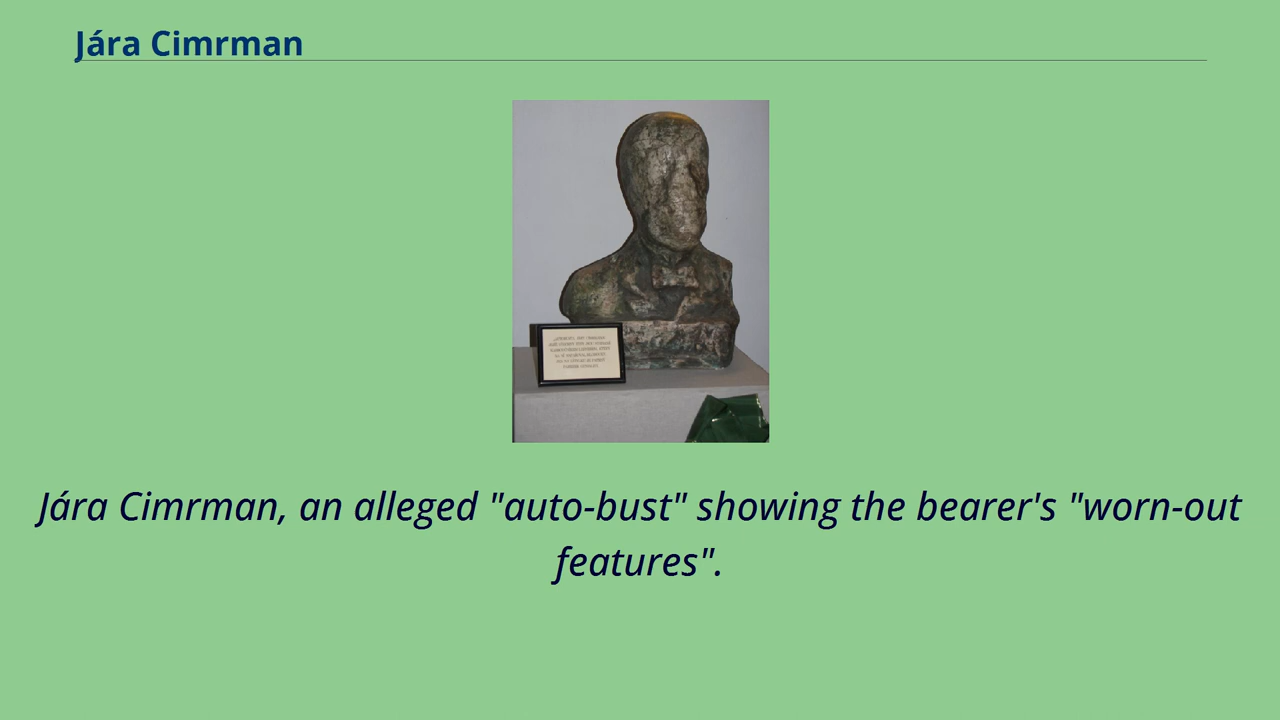 Jára Cimrman
Jára Cimrman, an alleged "auto-bust" showing the bearer's "worn-out
features".